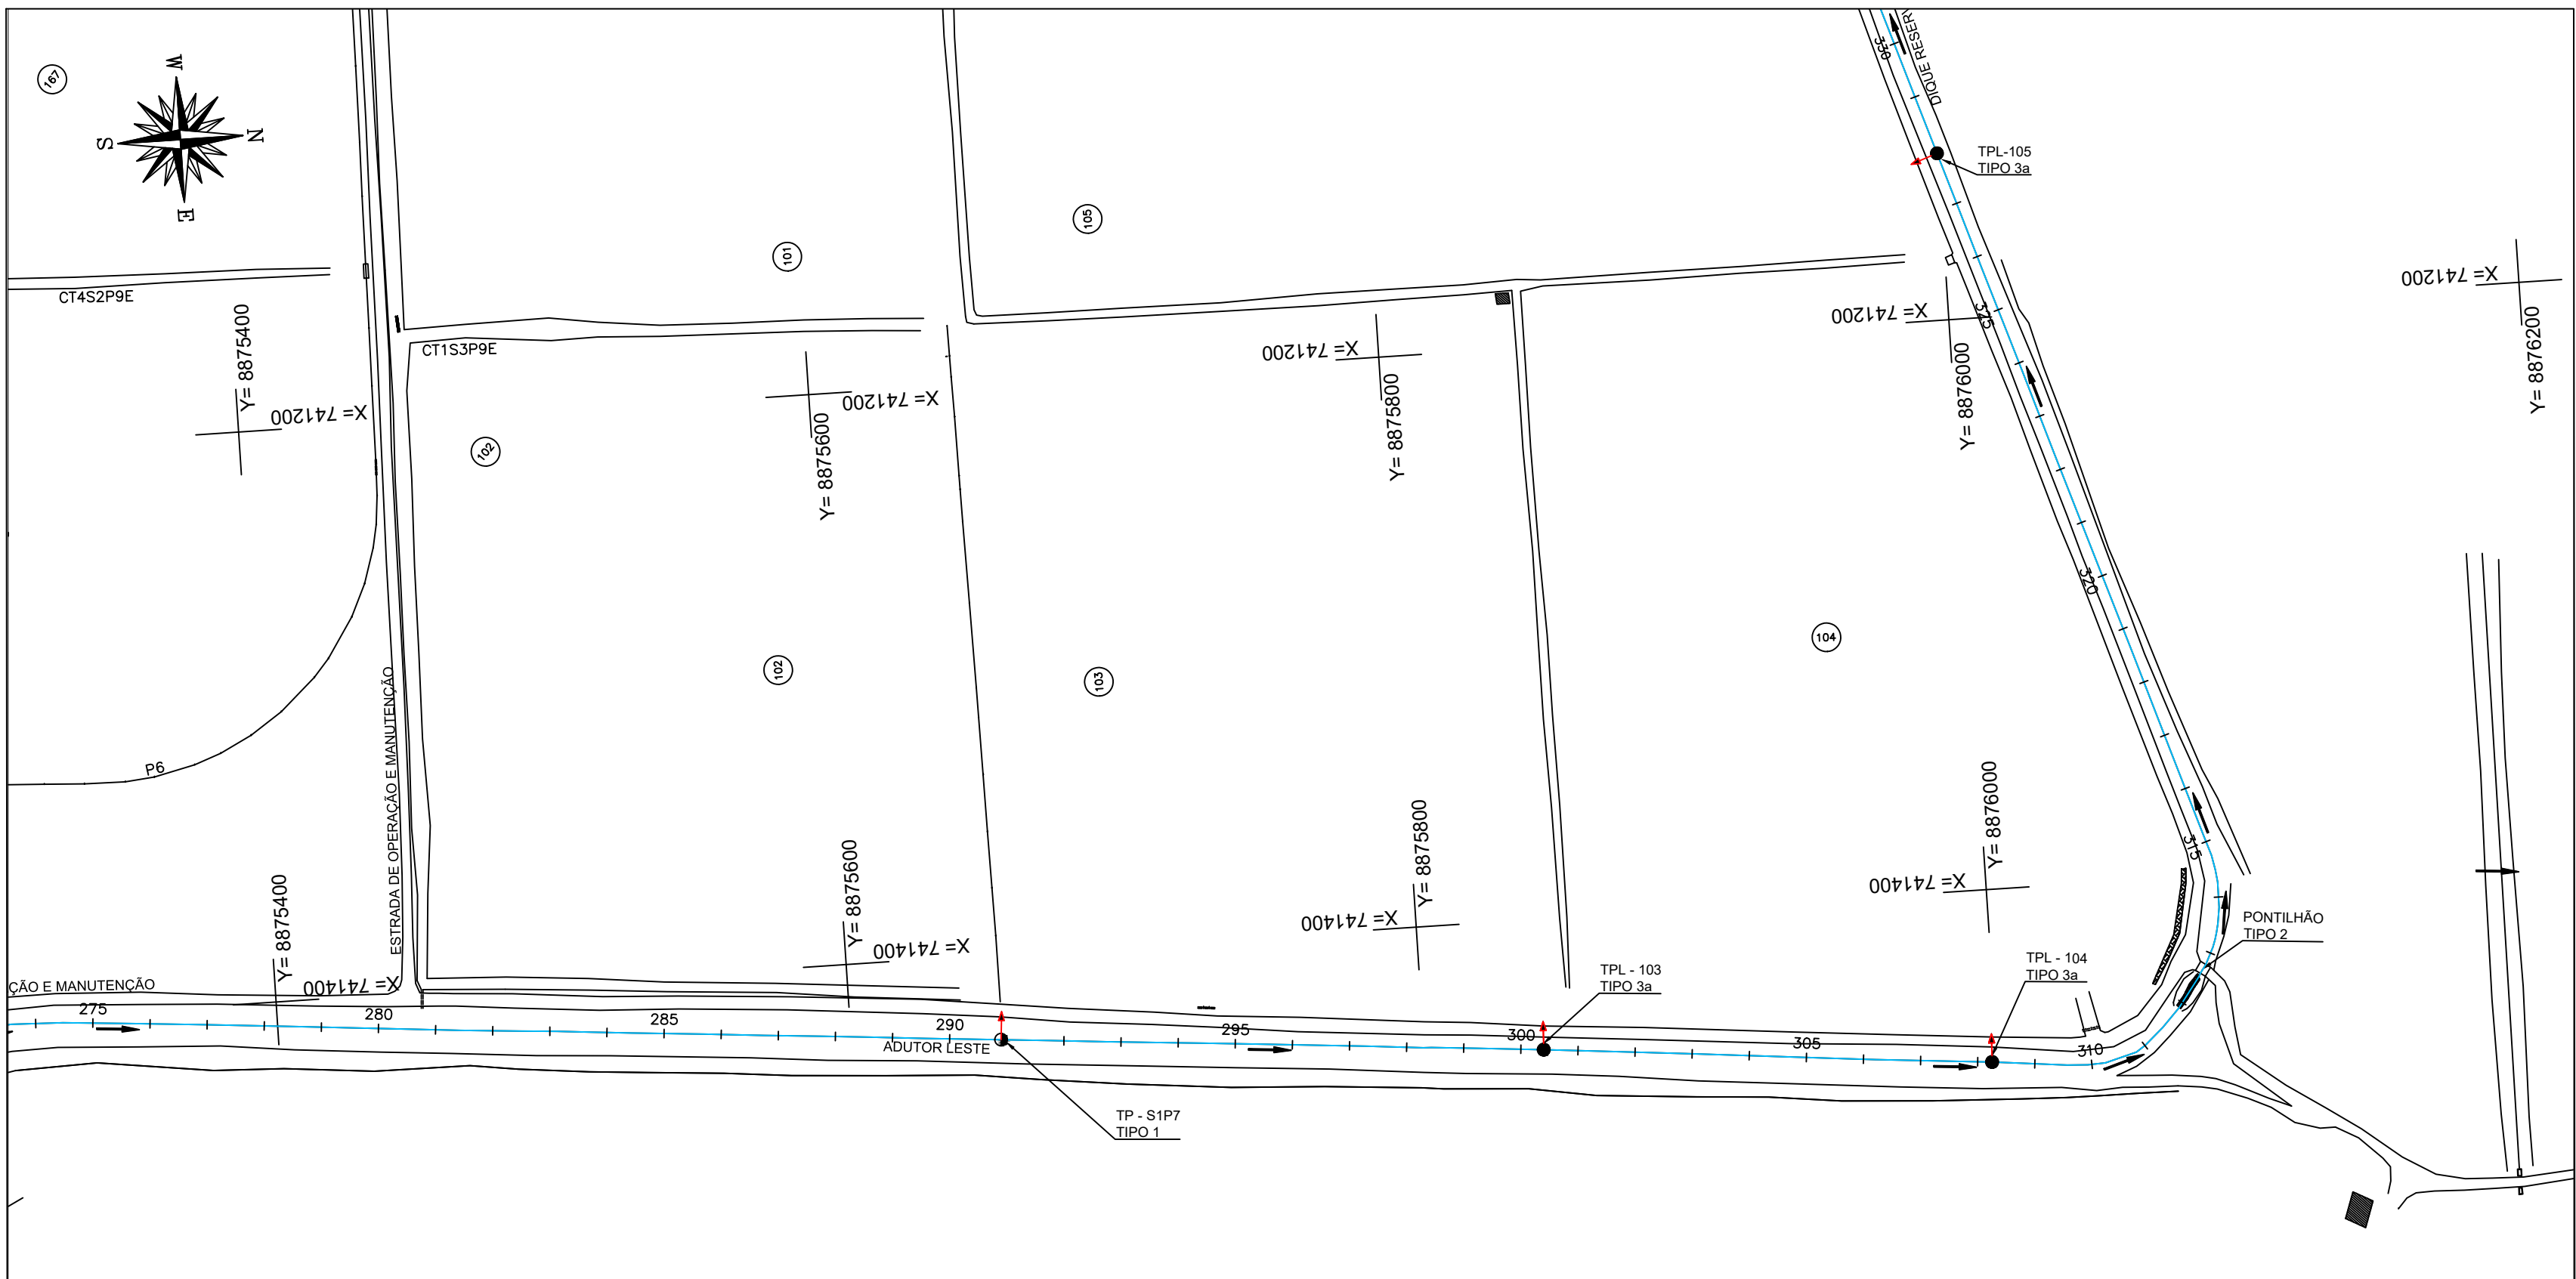 167
W
N
S
E
CT4S2P9E
Y= 8875400
X= 741200
CT1S3P9E
101
105
102
X= 741200
Y= 8875600
X= 741200
Y= 8875800
330
DIQUE RESER
TPL-105
TIPO 3a
X= 741200
Y= 8876000
325
X= 741200
Y= 8876200
320
102
103
104
P6
ESTRADA DE OPERAÇÃO E MANUTENÇÃO
Y= 8875400
X= 741400
Y= 8875600
X= 741400
Y= 8875800
X= 741400
Y= 8876000
X= 741400
315
PONTILHÃO
TIPO 2
TPL - 103
TIPO 3a
TPL - 104
TIPO 3a
ÇÃO E MANUTENÇÃO
275
280
285
290
295
300
305
310
ADUTOR LESTE
TP - S1P7
TIPO 1